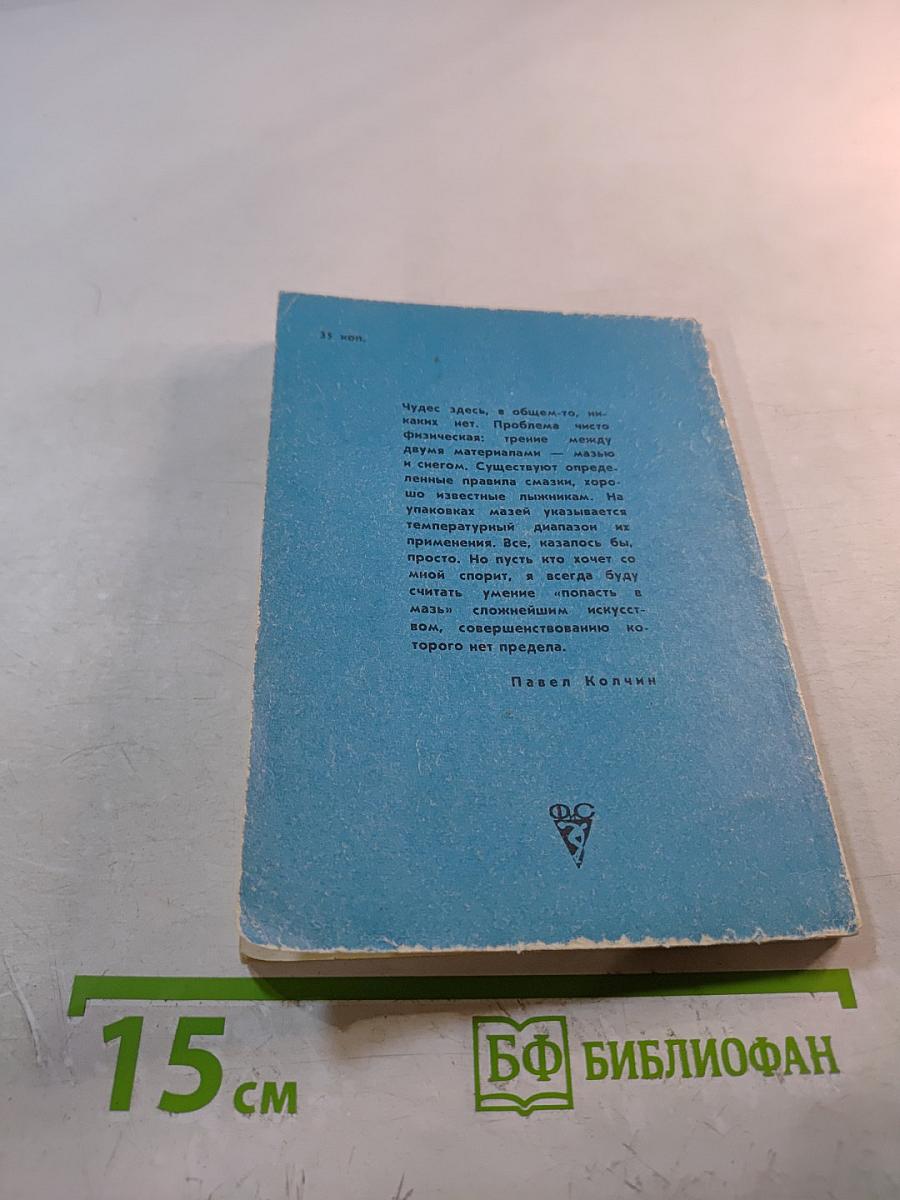 35 коп.
Чудес здесь, в общем-то, ни-
каких нет. Проблема чисто
физическая: трение между
двумя материалами — мазью
и снегом. Существуют опреде-
ленные правила смазки, хоро-
шо известные лыжникам. На
упаковках мазей указывается
температурный диапазон их
применения. Все, казалось бы,
просто. Но пусть кто хочет со
мной спорит, я всегда буду
считать умение «попасть в
мазь» сложнейшим искусст-
вом, совершенствованию ко-
торого нет предела.
Павел Колчин
ФиС
15 см
БФ БИБЛИОФАН